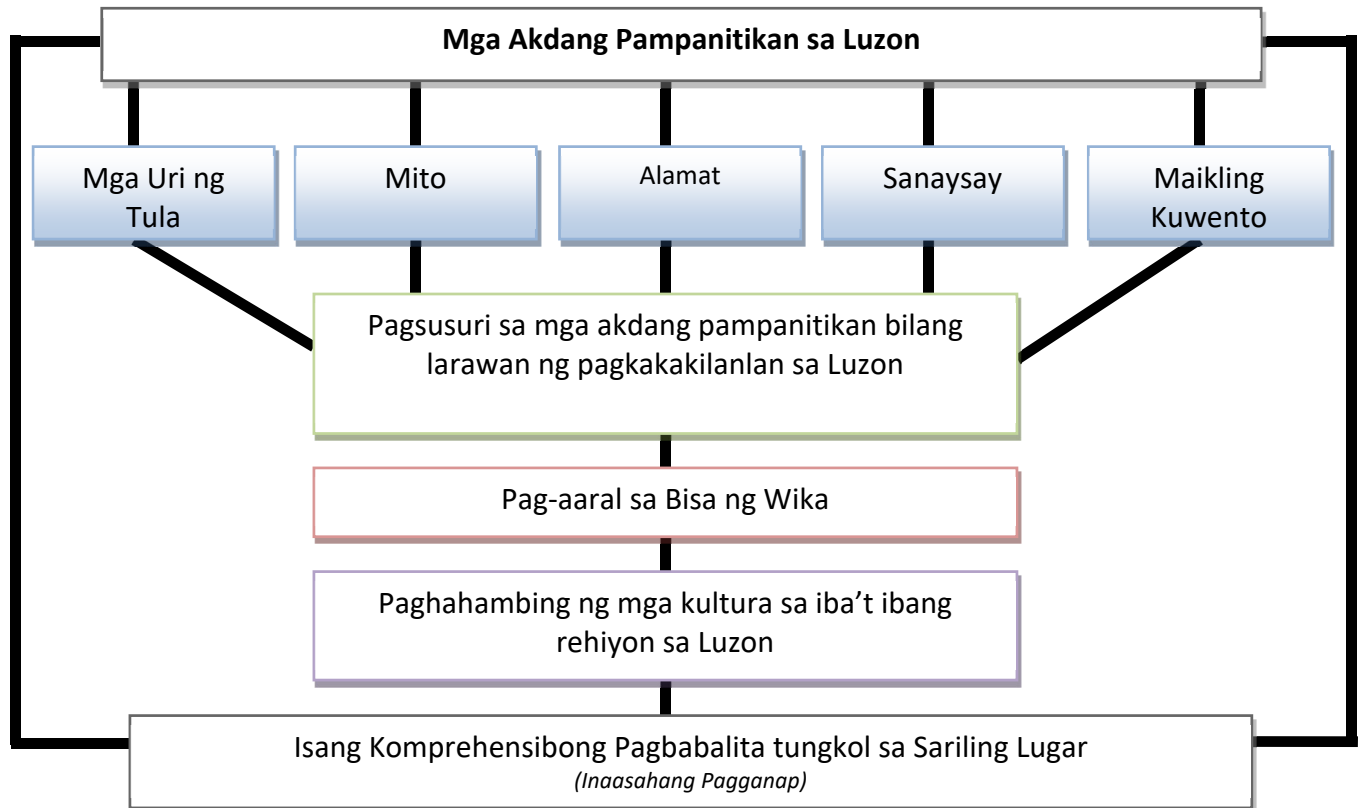 Mga Akdang Pampanitikan sa Luzon
Mga Uri ng
Tula
Mito
Alamat
Sanaysay
Maikling
Kuwento
Pagsusuri sa mga akdang pampanitikan bilang
larawan ng pagkakakilanlan sa Luzon
Pag-aaral sa Bisa ng Wika
Paghahambing ng mga kultura sa iba’t ibang
rehiyon sa Luzon
Isang Komprehensibong Pagbabalita tungkol sa Sariling Lugar
(Inaasahang Pagganap)